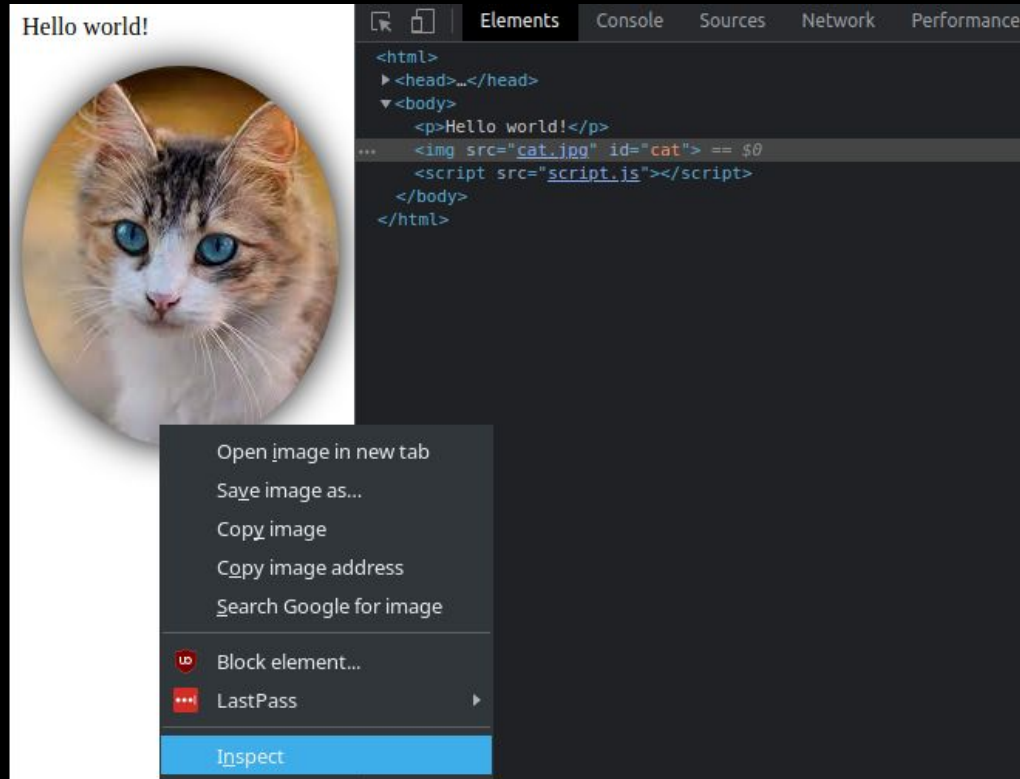 Hello world!
Elements Console Sources Network Performance
<html>
<head>…</head>
<body>
<p>Hello world!</p>
… <img src="cat.jpg" id="cat"> == $0
<script src="script.js"></script>
</body>
</html>
Open image in new tab
Save image as...
Copy image
Copy image address
Search Google for image
Block element...
LastPass
Inspect